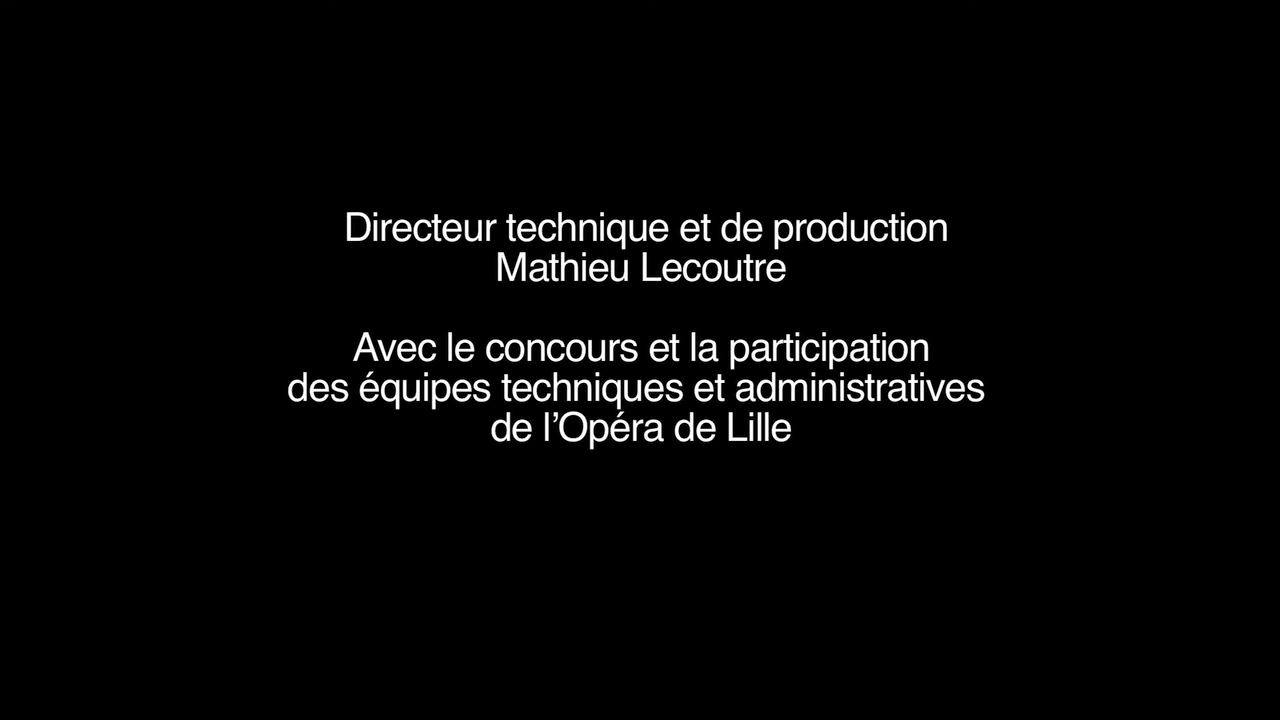 Directeur technique et de production
Mathieu Lecoutre
Avec le concours et la participation
des équipes techniques et administratives
de l’Opéra de Lille